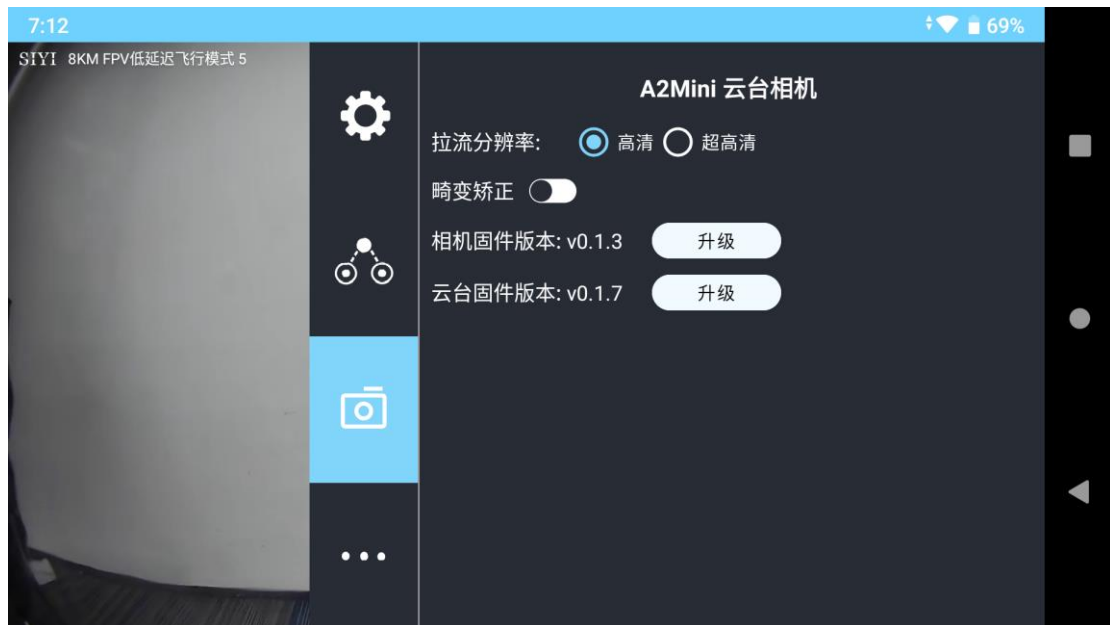 7:12
69%
SIYI 8KM FPV低延迟飞行模式 5
A2Mini 云台相机
拉流分辨率: 高清 超高清
畸变矫正
相机固件版本: v0.1.3 升级
云台固件版本: v0.1.7 升级